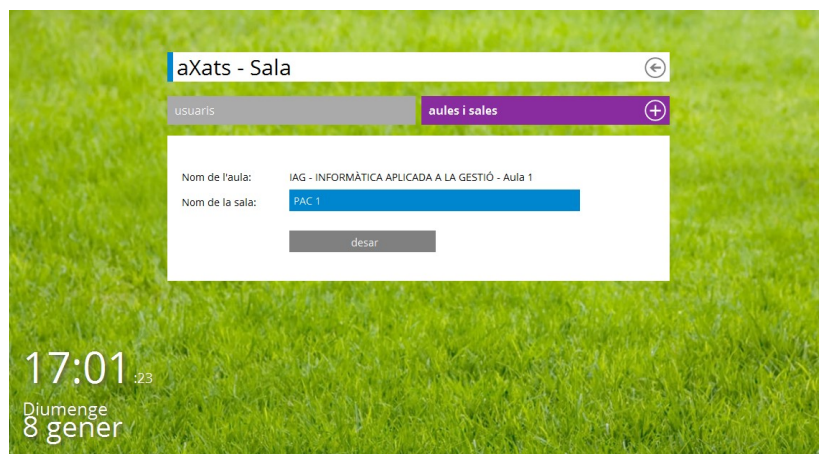 aXats - Sala
usuaris
aules i sales
Nom de l'aula: IAG - INFORMÀTICA APLICADA A LA GESTIÓ - Aula 1
Nom de la sala: PAC 1
desar
17:01:23
Diumenge
8 gener